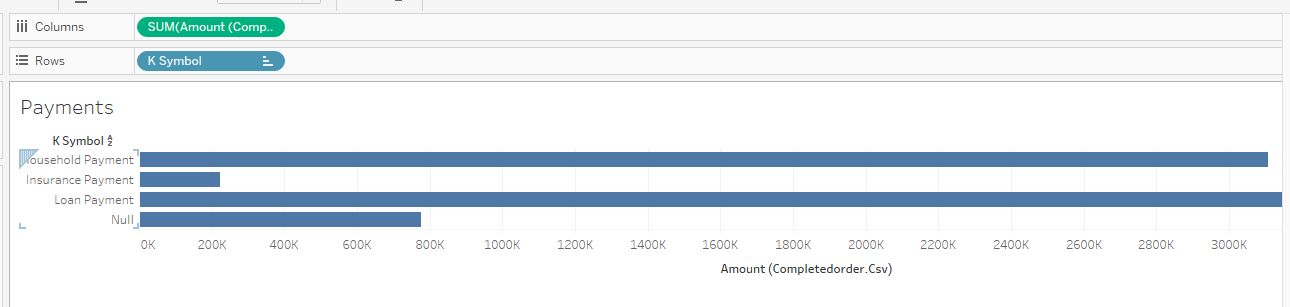 Columns SUM(Amount (Comp..
Rows K Symbol
Payments
K Symbol
ousehold Payment
Insurance Payment
Loan Payment
Null
0K 200K 400K 600K 800K 1000K 1200K 1400K 1600K 1800K 2000K 2200K 2400K 2600K 2800K 3000K
Amount (Completedorder.Csv)